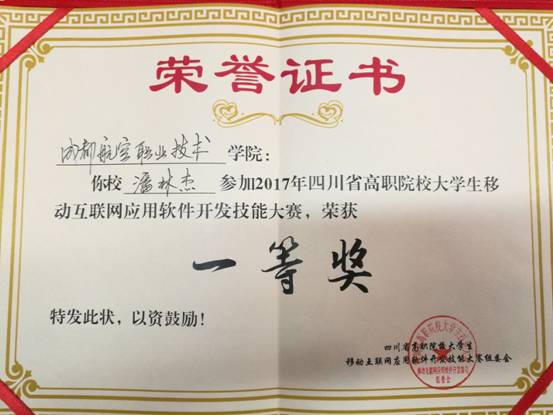 荣誉证书
成都航空职业技术 学院：
你校 潘林杰 参加2017年四川省高职院校大学生移
动互联网应用软件开发技能大赛，荣获
一等奖
特发此状，以资鼓励！
四川省高职院校大学生
移动互联网应用软件开发技能大赛组委会